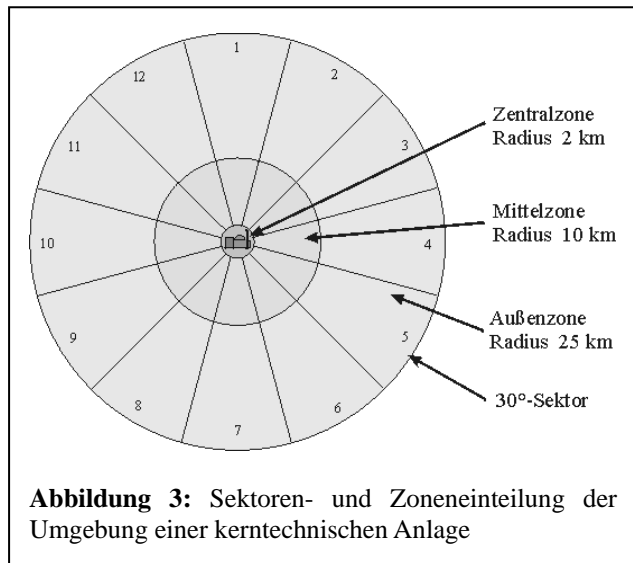 1
2
3
4
5
6
7
8
9
10
11
12
Zentralzone
Radius 2 km
Mittelzone
Radius 10 km
Außenzone
Radius 25 km
30°-Sektor
Abbildung 3: Sektoren- und Zoneneinteilung der
Umgebung einer kerntechnischen Anlage